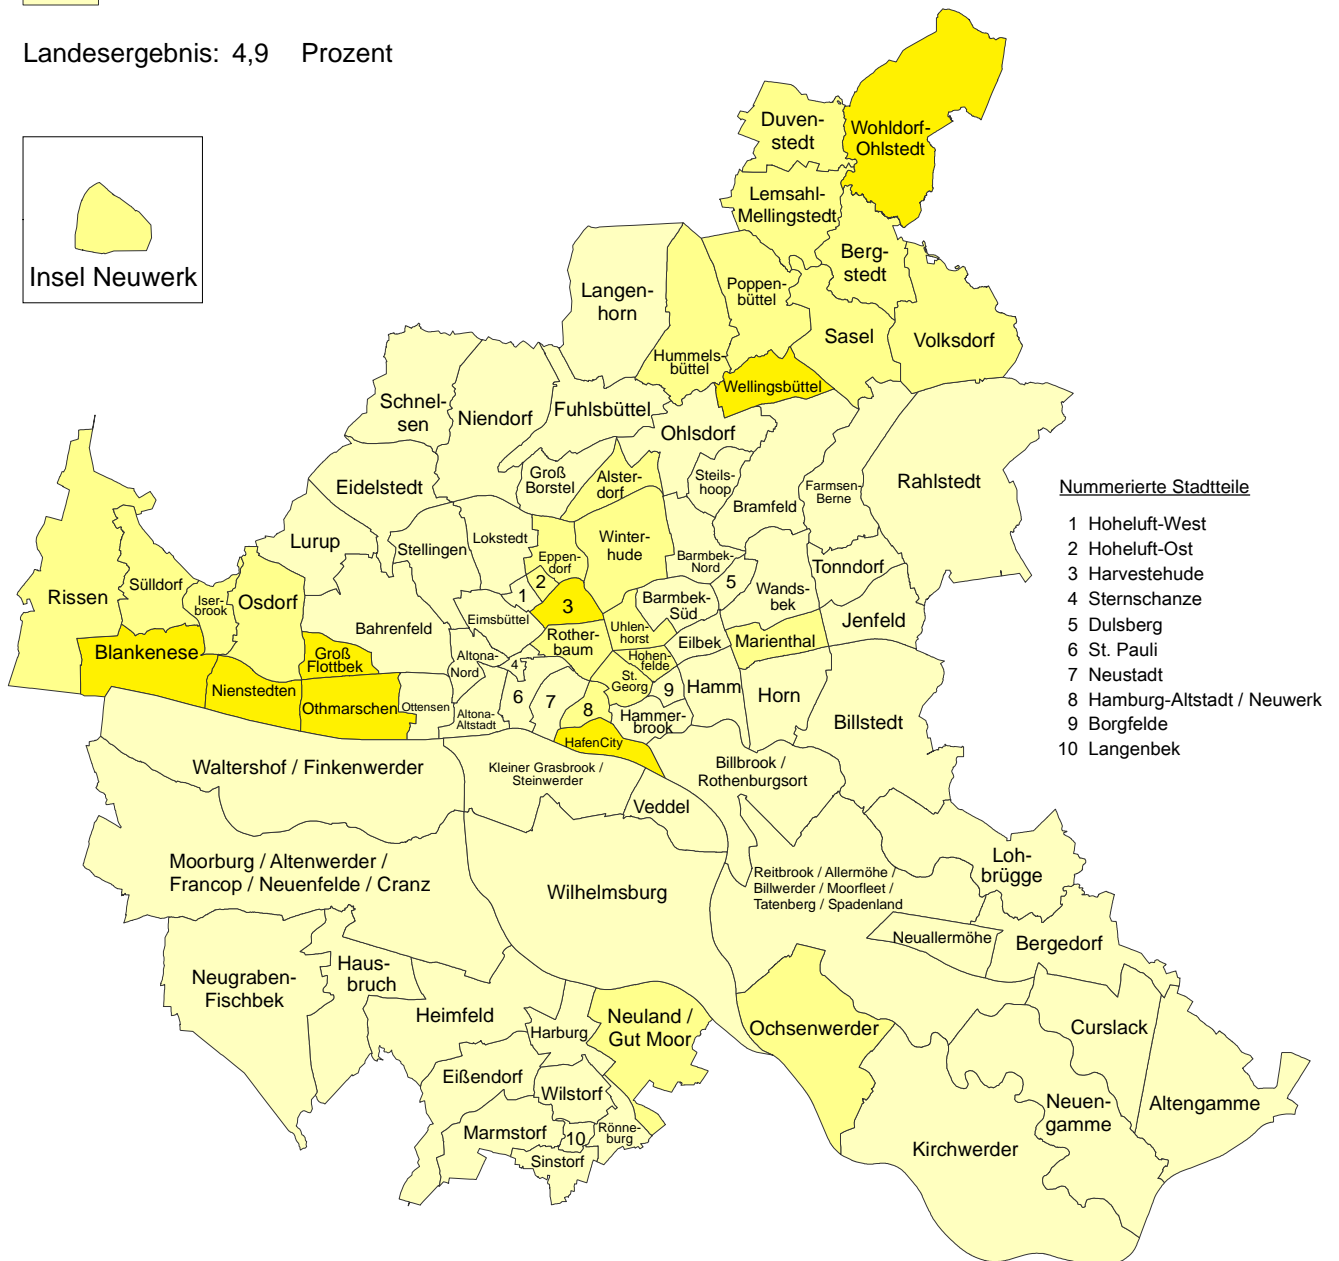 Landesergebnis: 4,9 Prozent
Insel Neuwerk
Duven-
stedt
Wohldorf-
Ohlstedt
Lemsahl-
Mellingstedt
Berg-
stedt
Langen-
horn
Poppen-
büttel
Hummels-
büttel
Sasel
Volksdorf
Wellingsbüttel
Schnel-
sen
Niendorf
Fuhlsbüttel
Ohlsdorf
Eidelstedt
Groß
Borstel
Alster-
dorf
Steils-
hoop
Bramfeld
Farmsen-
Berne
Rahlstedt
Lurup
Stellingen
Lokstedt
Eppen-
dorf
Winter-
hude
Barmbek-
Nord
5
Wands-
bek
Tonndorf
Rissen
Sülldorf
Iser-
brook
Osdorf
Bahrenfeld
Eimsbüttel
1
2
3
Barmbek-
Süd
Jenfeld
Blankenese
Groß
Flottbek
Altona-
Nord
4
Rother-
baum
Uhlen-
horst
Hohen-
felde
Eilbek
Marienthal
Nienstedten
Othmarschen
Ottensen
Altona-
Altstadt
6
7
8
St.
Georg
9
Hamm
Horn
Billstedt
Hammer-
brook
HafenCity
Waltershof / Finkenwerder
Kleiner Grasbrook /
Steinwerder
Billbrook /
Rothenburgsort
Veddel
Moorburg / Altenwerder /
Francop / Neuenfelde / Cranz
Wilhelmsburg
Reitbrook / Allermöhe /
Billwerder / Moorfleet /
Tatenberg / Spadenland
Loh-
brügge
Neuallermöhe
Bergedorf
Neugraben-
Fischbek
Haus-
bruch
Heimfeld
Harburg
Neuland /
Gut Moor
Ochsenwerder
Curslack
Eißendorf
Wilstorf
Neuen-
gamme
Altengamme
Marmstorf
10
Rönne-
burg
Sinstorf
Kirchwerder
Nummerierte Stadtteile
1 Hoheluft-West
2 Hoheluft-Ost
3 Harvestehude
4 Sternschanze
5 Dulsberg
6 St. Pauli
7 Neustadt
8 Hamburg-Altstadt / Neuwerk
9 Borgfelde
10 Langenbek